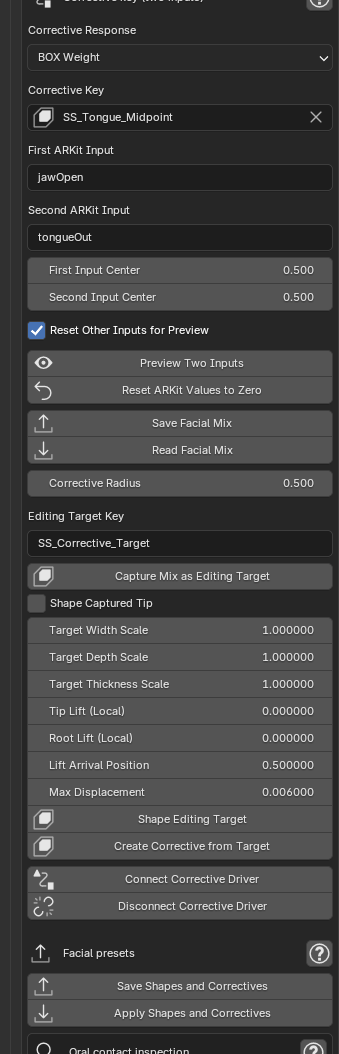 Corrective Key (two inputs)
Corrective Response
BOX Weight
Corrective Key
SS_Tongue_Midpoint
First ARKit Input
jawOpen
Second ARKit Input
tongueOut
First Input Center 0.500
Second Input Center 0.500
Reset Other Inputs for Preview
Preview Two Inputs
Reset ARKit Values to Zero
Save Facial Mix
Read Facial Mix
Corrective Radius 0.500
Editing Target Key
SS_Corrective_Target
Capture Mix as Editing Target
Shape Captured Tip
Target Width Scale 1.000000
Target Depth Scale 1.000000
Target Thickness Scale 1.000000
Tip Lift (Local) 0.000000
Root Lift (Local) 0.000000
Lift Arrival Position 0.500000
Max Displacement 0.006000
Shape Editing Target
Create Corrective from Target
Connect Corrective Driver
Disconnect Corrective Driver
Facial presets
Save Shapes and Correctives
Apply Shapes and Correctives
Oral contact inspection